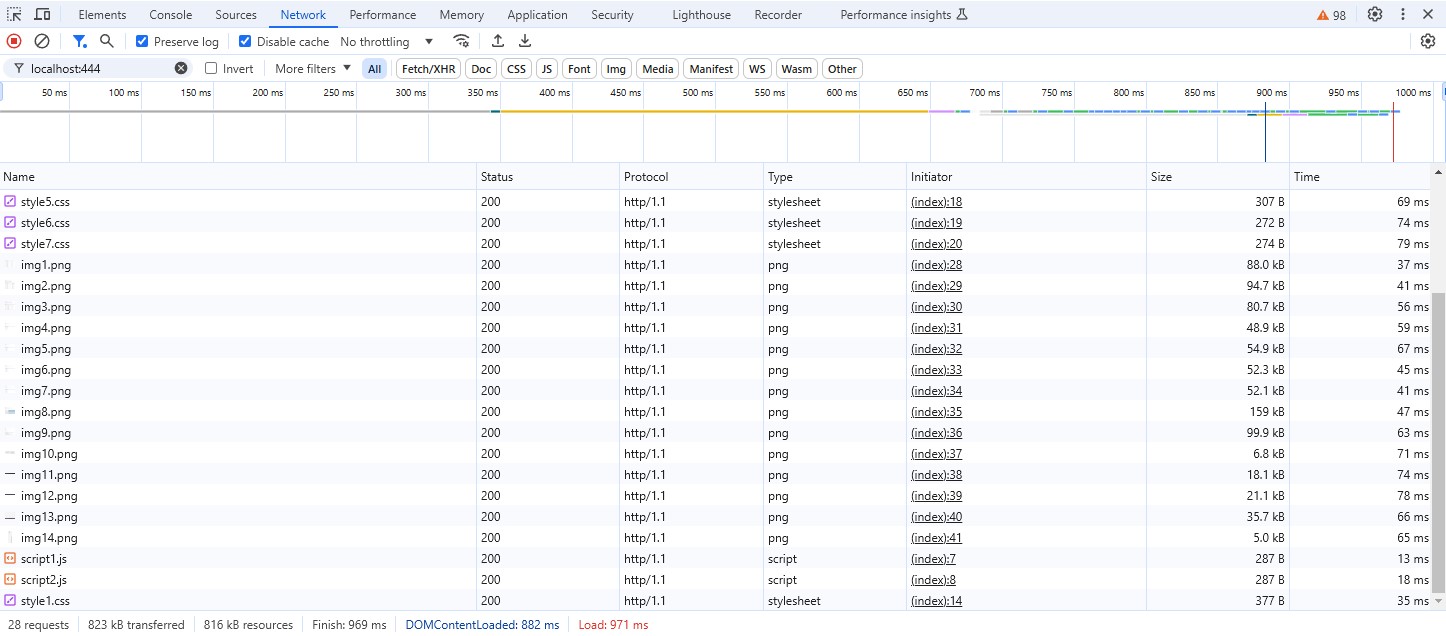 Elements Console Sources Network Performance Memory Application Security Lighthouse Recorder Performance insights 98
Preserve log Disable cache No throttling
localhost:444 Invert More filters All Fetch/XHR Doc CSS JS Font Img Media Manifest WS Wasm Other
50 ms 100 ms 150 ms 200 ms 250 ms 300 ms 350 ms 400 ms 450 ms 500 ms 550 ms 600 ms 650 ms 700 ms 750 ms 800 ms 850 ms 900 ms 950 ms 1000 ms
Name Status Protocol Type Initiator Size Time
style5.css 200 http/1.1 stylesheet (index):18 307 B 69 ms
style6.css 200 http/1.1 stylesheet (index):19 272 B 74 ms
style7.css 200 http/1.1 stylesheet (index):20 274 B 79 ms
img1.png 200 http/1.1 png (index):28 88.0 kB 37 ms
img2.png 200 http/1.1 png (index):29 94.7 kB 41 ms
img3.png 200 http/1.1 png (index):30 80.7 kB 56 ms
img4.png 200 http/1.1 png (index):31 48.9 kB 59 ms
img5.png 200 http/1.1 png (index):32 54.9 kB 67 ms
img6.png 200 http/1.1 png (index):33 52.3 kB 45 ms
img7.png 200 http/1.1 png (index):34 52.1 kB 41 ms
img8.png 200 http/1.1 png (index):35 159 kB 47 ms
img9.png 200 http/1.1 png (index):36 99.9 kB 63 ms
img10.png 200 http/1.1 png (index):37 6.8 kB 71 ms
img11.png 200 http/1.1 png (index):38 18.1 kB 74 ms
img12.png 200 http/1.1 png (index):39 21.1 kB 78 ms
img13.png 200 http/1.1 png (index):40 35.7 kB 66 ms
img14.png 200 http/1.1 png (index):41 5.0 kB 65 ms
script1.js 200 http/1.1 script (index):7 287 B 13 ms
script2.js 200 http/1.1 script (index):8 287 B 18 ms
style1.css 200 http/1.1 stylesheet (index):14 377 B 35 ms
28 requests 823 kB transferred 816 kB resources Finish: 969 ms DOMContentLoaded: 882 ms Load: 971 ms